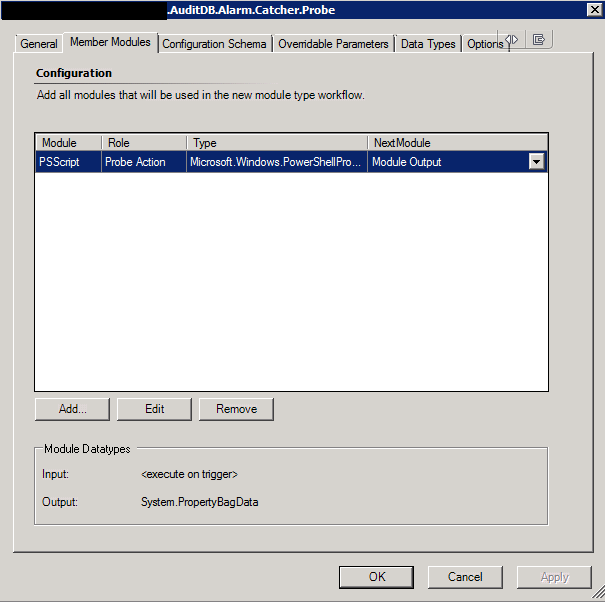 .AuditDB.Alarm.Catcher.Probe
General Member Modules Configuration Schema Overridable Parameters Data Types Options
Configuration
Add all modules that will be used in the new module type workflow.
Module Role Type NextModule
PSScript Probe Action Microsoft.Windows.PowerShellPro... Module Output
Add... Edit Remove
Module Datatypes
Input: <execute on trigger>
Output: System.PropertyBagData
OK Cancel Apply